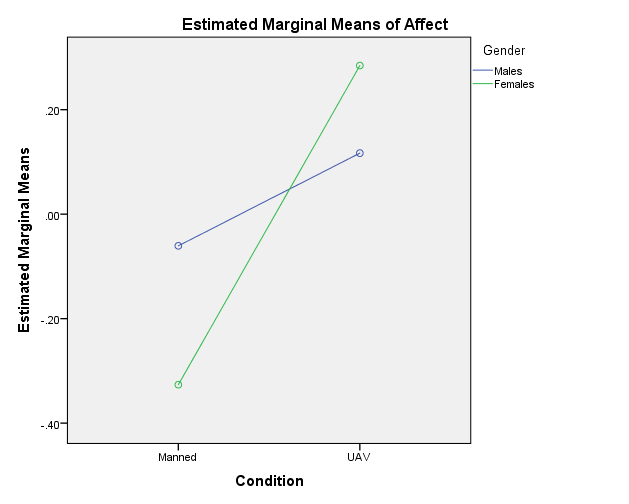 Estimated Marginal Means of Affect
Gender
Males
Females
Estimated Marginal Means
.20
.00
-.20
-.40
Manned
UAV
Condition